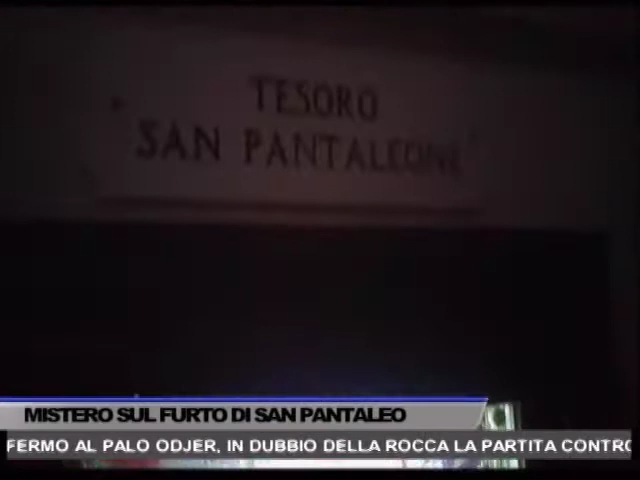 TESORO
SAN PANTALEONE
MISTERO SUL FURTO DI SAN PANTALEO
FERMO AL PALO ODJER, IN DUBBIO DELLA ROCCA LA PARTITA CONTRO